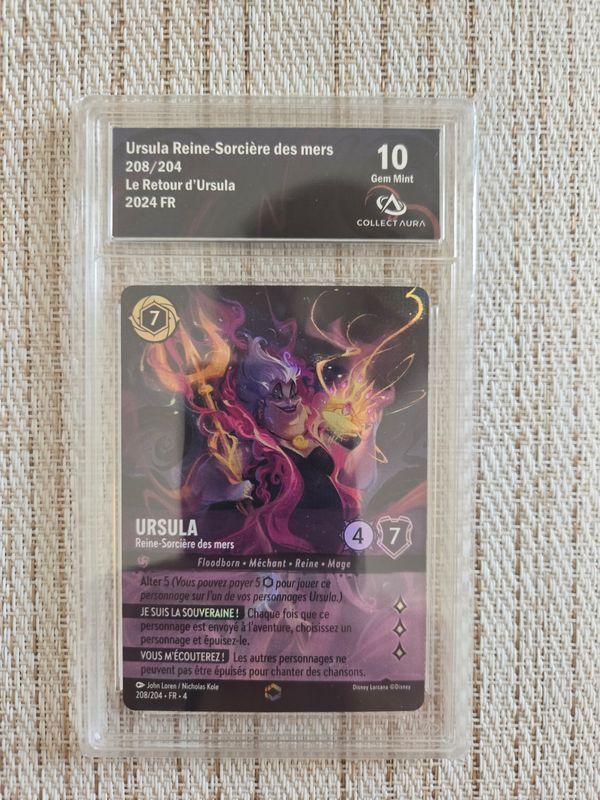 Ursula Reine-Sorcière des mers
208/204
Le Retour d'Ursula
2024 FR
10
Gem Mint
COLLECTAURA
7
URSULA
Reine-Sorcière des mers
4
7
Floodborn • Méchant • Reine • Mage
Alter 5 (Vous pouvez payer 5 pour jouer ce
personnage sur l'un de vos personnages Ursula.)
JE SUIS LA SOUVERAINE ! Chaque fois que ce
personnage est envoyé à l'aventure, choisissez un
personnage et épuisez-le.
VOUS M'ÉCOUTEREZ ! Les autres personnages ne
peuvent pas être épuisés pour chanter des chansons.
John Loren / Nicholas Kole
208/204 • FR • 4
Disney Lorcana ©Disney